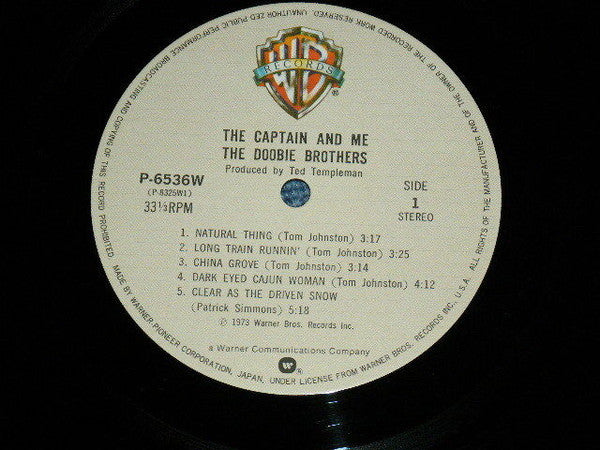 WB
RECORDS
THE CAPTAIN AND ME
THE DOOBIE BROTHERS
Produced by Ted Templeman
P-6536W
(P-8325W1)
33⅓RPM
SIDE
1
STEREO
1. NATURAL THING (Tom Johnston) 3:17
2. LONG TRAIN RUNNIN' (Tom Johnston) 3:25
3. CHINA GROVE (Tom Johnston) 3:14
4. DARK EYED CAJUN WOMAN (Tom Johnston) 4:12
5. CLEAR AS THE DRIVEN SNOW
(Patrick Simmons) 5:18
℗ 1973 Warner Bros. Records Inc.
a Warner Communications Company
W ®
MADE BY WARNER-PIONEER CORPORATION, JAPAN, UNDER LICENSE FROM WARNER BROS. RECORDS INC., U.S.A. ALL RIGHTS OF THE MANUFACTURER AND OF THE OWNER OF THE RECORDED WORK RESERVED. UNAUTHORIZED PUBLIC PERFORMANCE, BROADCASTING AND COPYING OF THIS RECORD PROHIBITED.